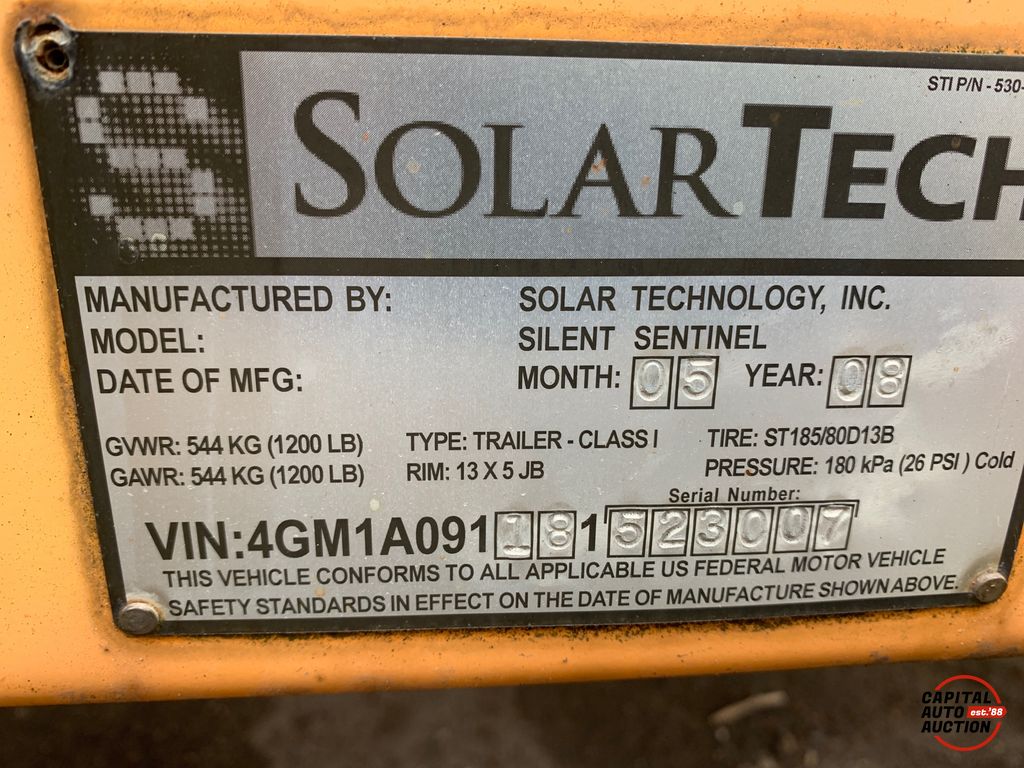 STI P/N - 530-
SOLARTECH
MANUFACTURED BY: SOLAR TECHNOLOGY, INC.
MODEL: SILENT SENTINEL
DATE OF MFG: MONTH: 05 YEAR: 08
GVWR: 544 KG (1200 LB) TYPE: TRAILER - CLASS I TIRE: ST185/80D13B
GAWR: 544 KG (1200 LB) RIM: 13 X 5 JB PRESSURE: 180 kPa (26 PSI ) Cold
Serial Number:
VIN:4GM1A091181523007
THIS VEHICLE CONFORMS TO ALL APPLICABLE US FEDERAL MOTOR VEHICLE
SAFETY STANDARDS IN EFFECT ON THE DATE OF MANUFACTURE SHOWN ABOVE.
CAPITAL
AUTO est.'88
AUCTION